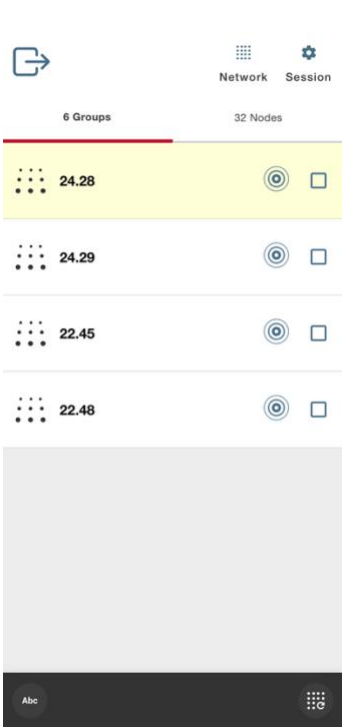 Network Session
6 Groups 32 Nodes
24.28
24.29
22.45
22.48
Abc